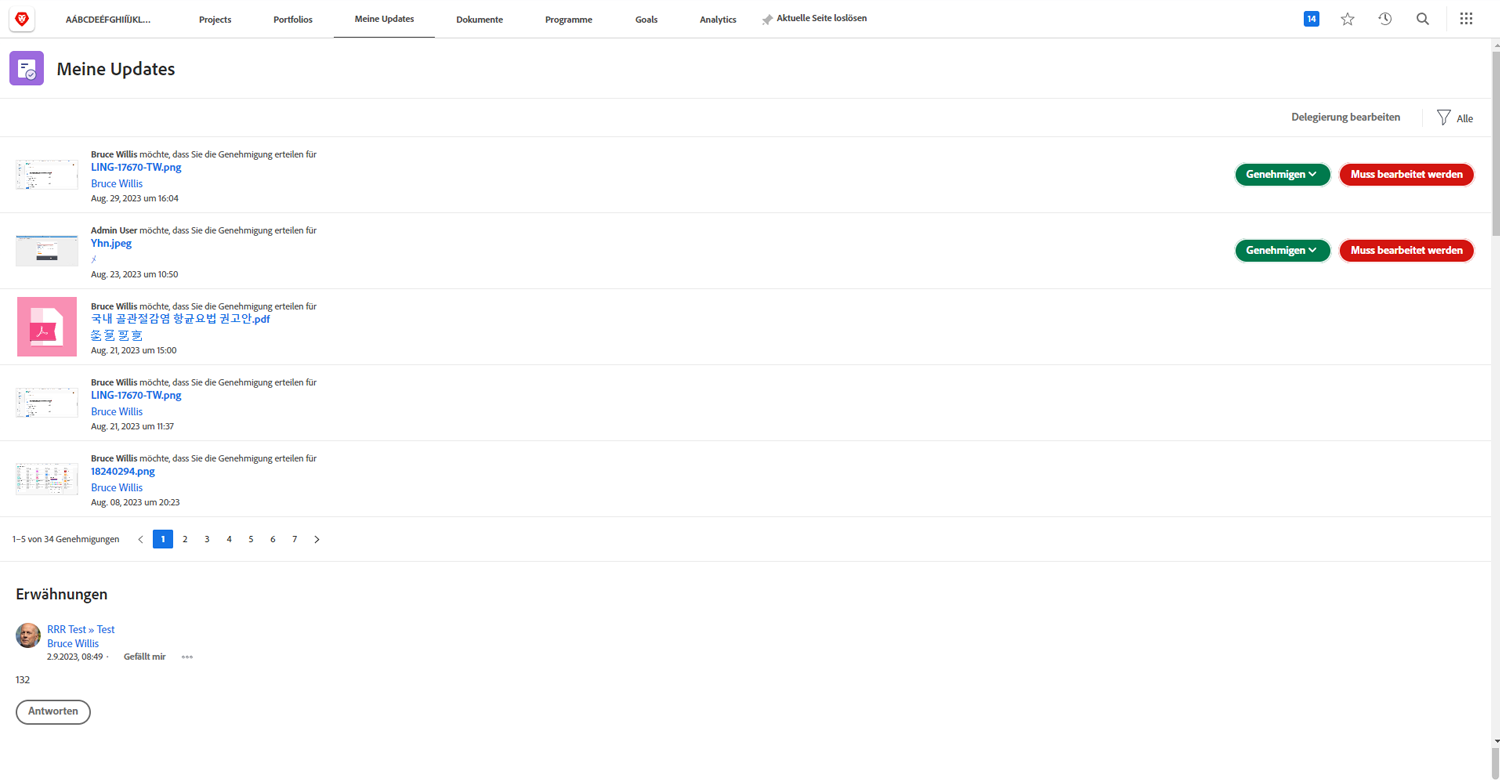 AÁBCDEÉFGHIÍJKL...
Projects
Portfolios
Meine Updates
Dokumente
Programme
Goals
Analytics
Aktuelle Seite loslösen
14
Meine Updates
Delegierung bearbeiten
Alle
Bruce Willis möchte, dass Sie die Genehmigung erteilen für
LING-17670-TW.png
Bruce Willis
Aug. 29, 2023 um 16:04
Genehmigen
Muss bearbeitet werden
Admin User möchte, dass Sie die Genehmigung erteilen für
Yhn.jpeg
Aug. 23, 2023 um 10:50
Genehmigen
Muss bearbeitet werden
Bruce Willis möchte, dass Sie die Genehmigung erteilen für
국내 골관절감염 항균요법 권고안.pdf
Aug. 21, 2023 um 15:00
Bruce Willis möchte, dass Sie die Genehmigung erteilen für
LING-17670-TW.png
Bruce Willis
Aug. 21, 2023 um 11:37
Bruce Willis möchte, dass Sie die Genehmigung erteilen für
18240294.png
Bruce Willis
Aug. 08, 2023 um 20:23
1–5 von 34 Genehmigungen
1 2 3 4 5 6 7
Erwähnungen
RRR Test » Test
Bruce Willis
2.9.2023, 08:49 · Gefällt mir
132
Antworten